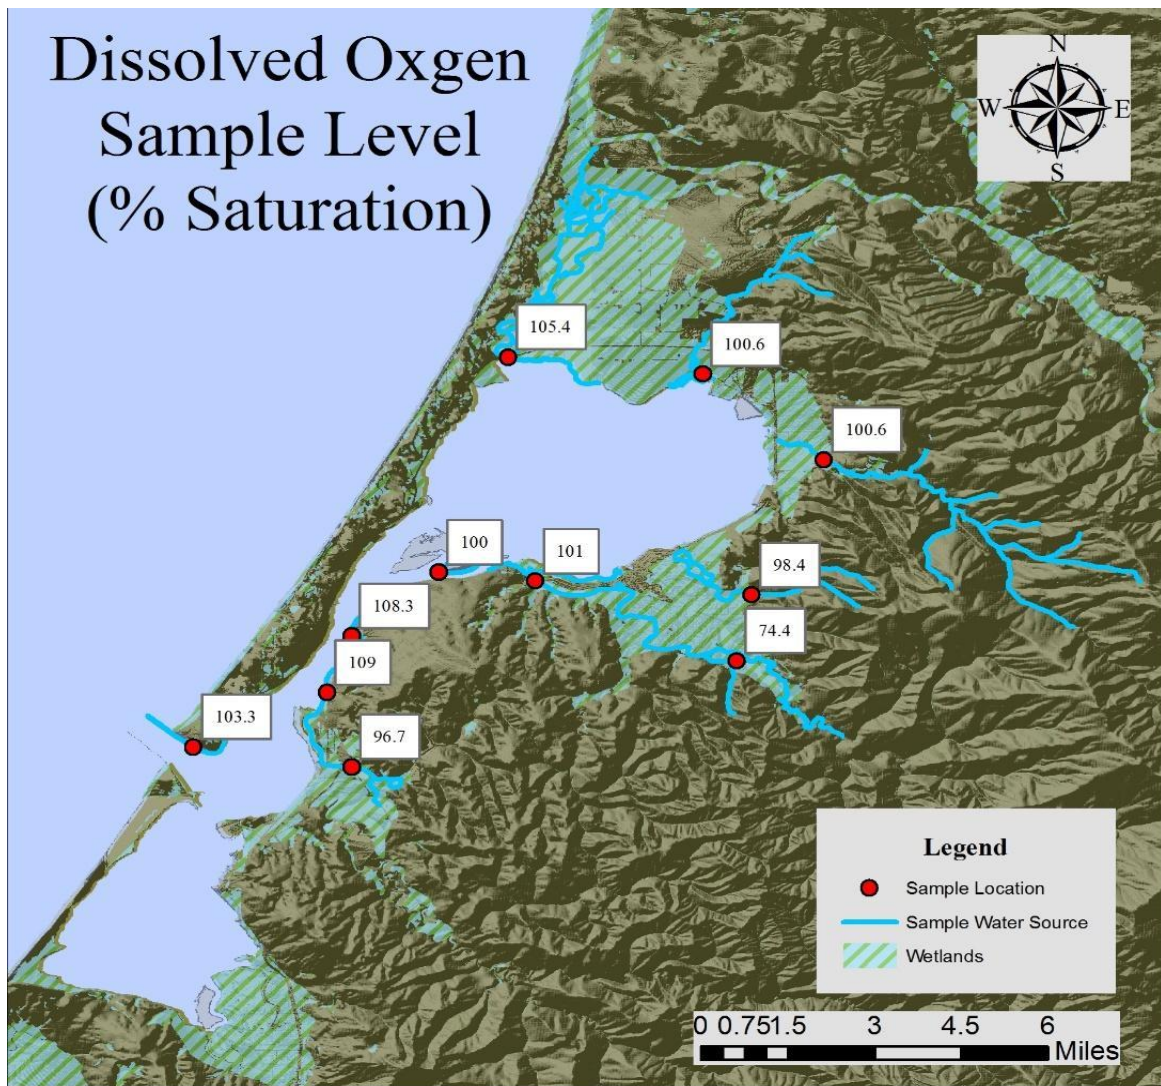 Dissolved Oxgen
Sample Level
(% Saturation)
N
W E
S
105.4
100.6
100.6
100
101
98.4
108.3
74.4
109
103.3
96.7
Legend
Sample Location
Sample Water Source
Wetlands
0 0.75 1.5 3 4.5 6
Miles